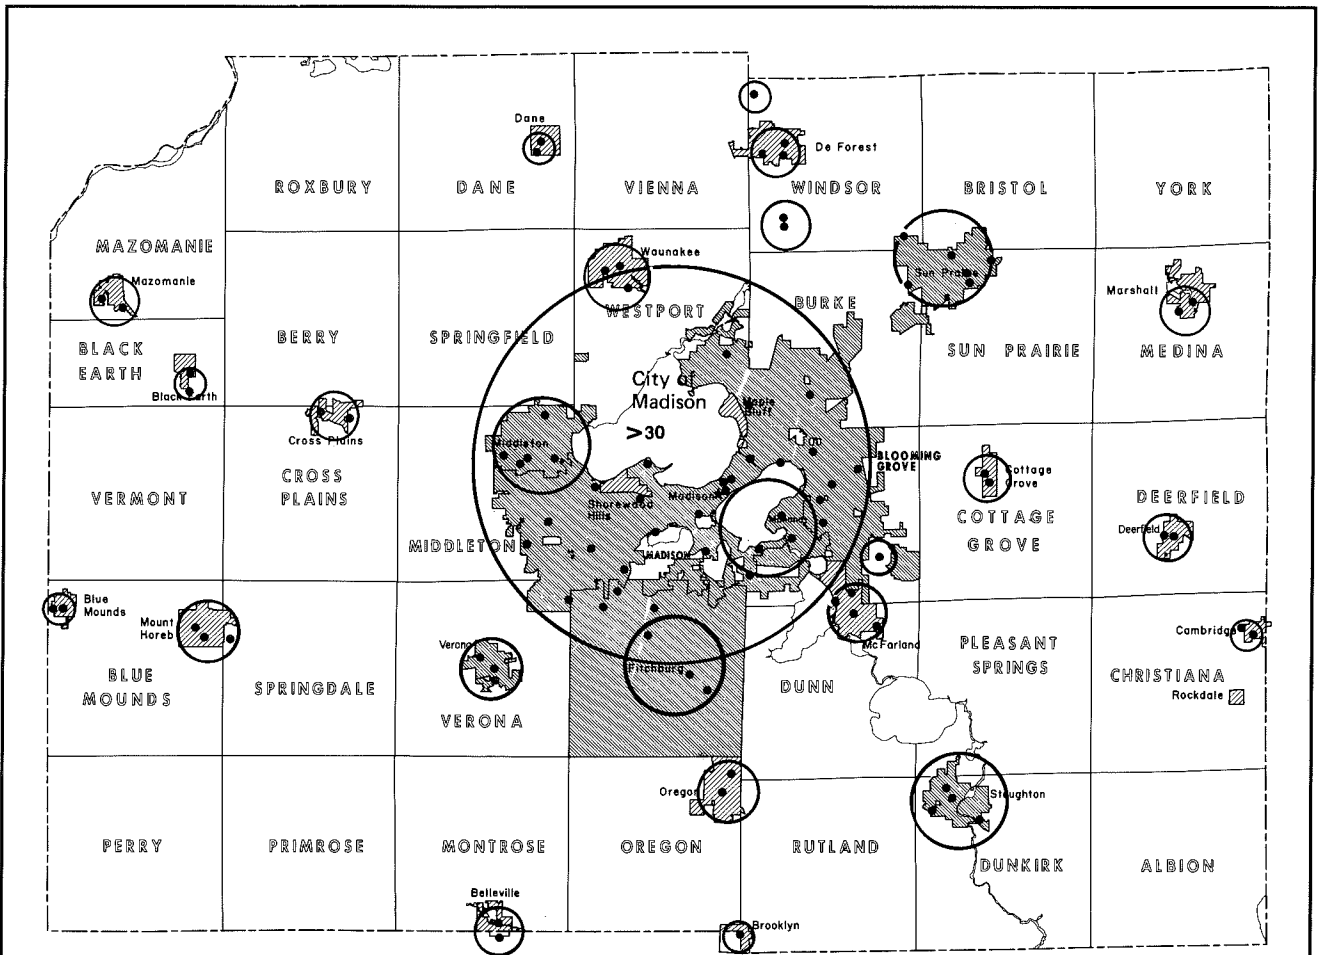 Dane
De Forest
ROXBURY
DANE
VIENNA
WINDSOR
BRISTOL
YORK
MAZOMANIE
Waunakee
Mazomanie
Sun Prairie
Marshall
WESTPORT
BURKE
BERRY
SPRINGFIELD
BLACK
EARTH
SUN PRAIRIE
MEDINA
City of
Madison
Black Earth
Maple
Bluff
>30
Cross Plains
Middleton
BLOOMING
GROVE
CROSS
PLAINS
Cottage
Grove
VERMONT
Madison
DEERFIELD
Shorewood
Hills
Monona
COTTAGE
GROVE
Deerfield
MIDDLETON
MADISON
Blue
Mounds
Mount
Horeb
Cambridge
Verona
McFarland
PLEASANT
SPRINGS
Fitchburg
BLUE
MOUNDS
SPRINGDALE
DUNN
CHRISTIANA
Rockdale
VERONA
Oregon
Stoughton
PERRY
PRIMROSE
MONTROSE
OREGON
RUTLAND
DUNKIRK
ALBION
Belleville
Brooklyn